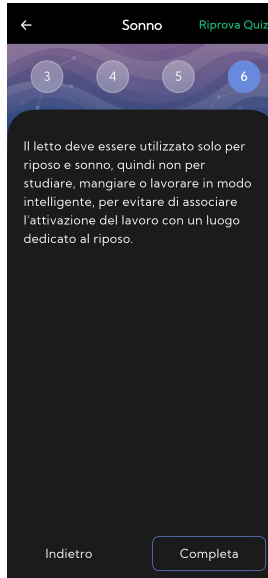 Sonno
Riprova Quiz
3
4
5
6
Il letto deve essere utilizzato solo per
riposo e sonno, quindi non per
studiare, mangiare o lavorare in modo
intelligente, per evitare di associare
l'attivazione del lavoro con un luogo
dedicato al riposo.
Indietro
Completa